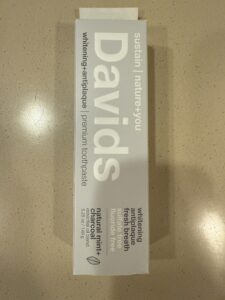 sustain | nature+you
Davids
whitening+antiplaque | premium toothpaste
whitening
antiplaque
fresh breath
natural mint+
charcoal